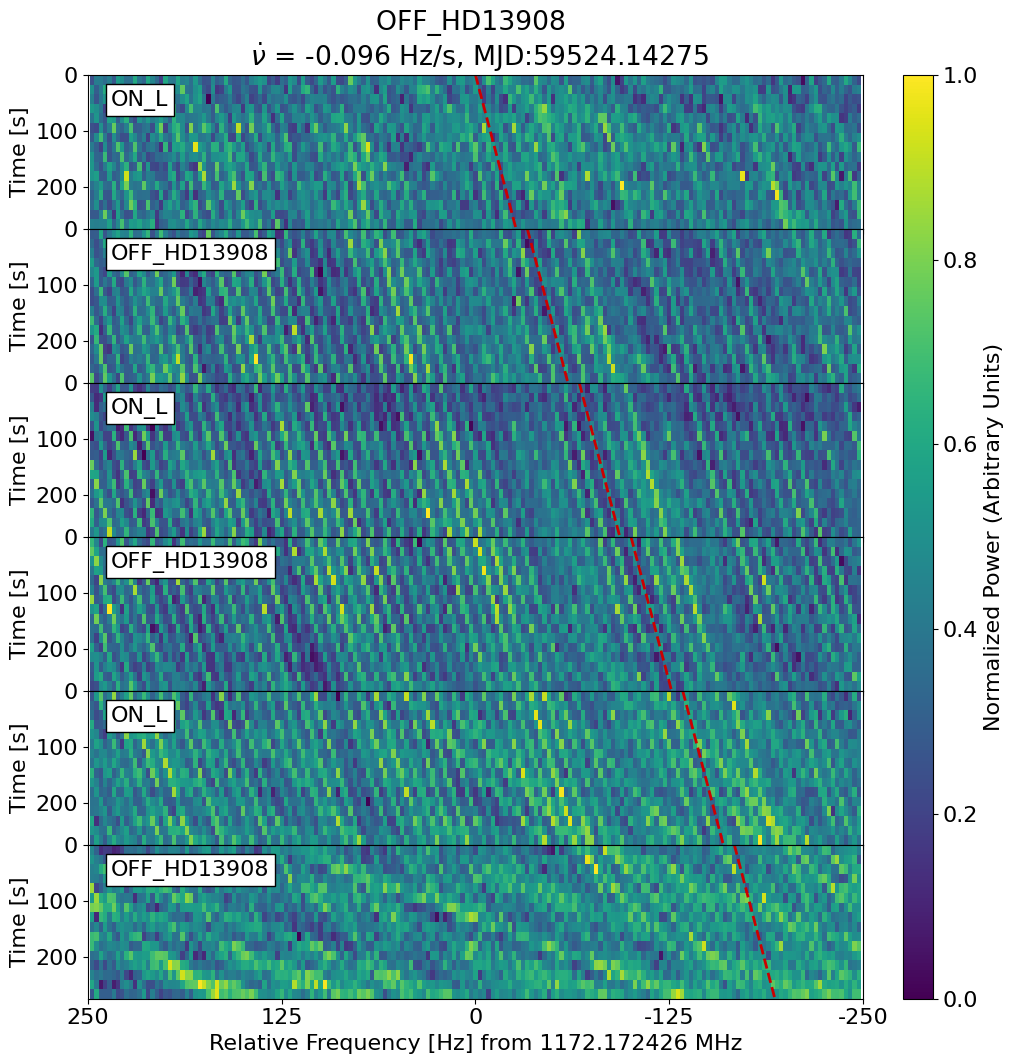 OFF_HD13908
ν̇ = -0.096 Hz/s, MJD:59524.14275
0
ON_L
100
200
Time [s]
0
OFF_HD13908
100
200
Time [s]
0
ON_L
100
200
Time [s]
0
OFF_HD13908
100
200
Time [s]
0
ON_L
100
200
Time [s]
0
OFF_HD13908
100
200
Time [s]
250 125 0 -125 -250
Relative Frequency [Hz] from 1172.172426 MHz
1.0
0.8
0.6
0.4
0.2
0.0
Normalized Power (Arbitrary Units)